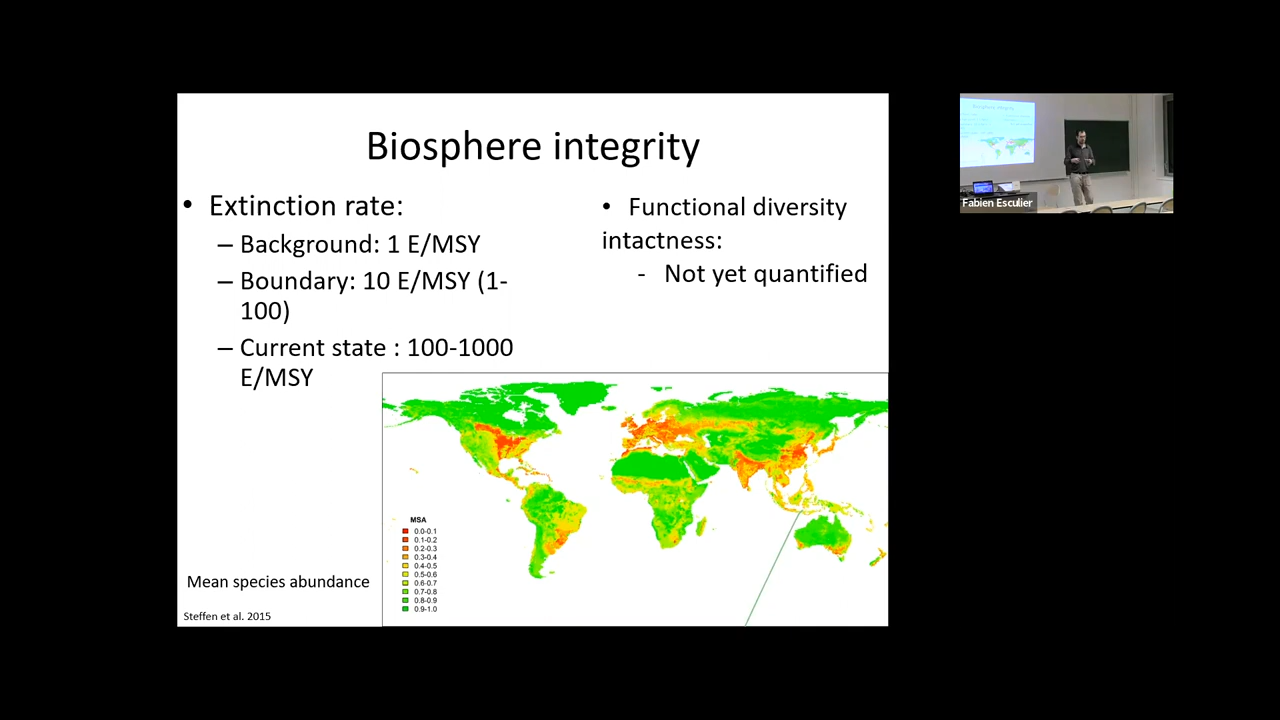 Biosphere integrity
• Extinction rate:
– Background: 1 E/MSY
– Boundary: 10 E/MSY (1-
100)
– Current state : 100-1000
E/MSY
• Functional diversity
intactness:
- Not yet quantified
MSA
0.0-0.1
0.1-0.2
0.2-0.3
0.3-0.4
0.4-0.5
0.5-0.6
0.6-0.7
0.7-0.8
0.8-0.9
0.9-1.0
Mean species abundance
Steffen et al. 2015
Biosphere integrity
Fabien Esculier